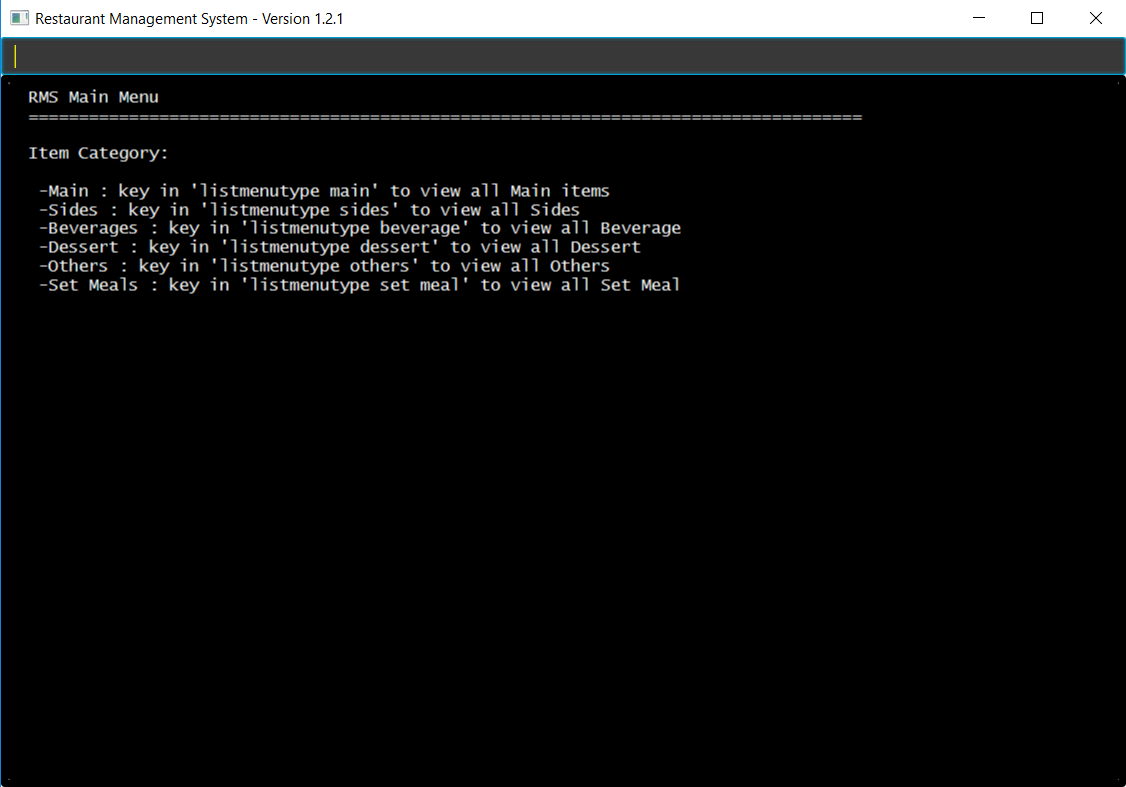 Restaurant Management System - Version 1.2.1
RMS Main Menu
===================================================================================
Item Category:
-Main : key in 'listmenutype main' to view all Main items
-Sides : key in 'listmenutype sides' to view all Sides
-Beverages : key in 'listmenutype beverage' to view all Beverage
-Dessert : key in 'listmenutype dessert' to view all Dessert
-Others : key in 'listmenutype others' to view all Others
-Set Meals : key in 'listmenutype set meal' to view all Set Meal